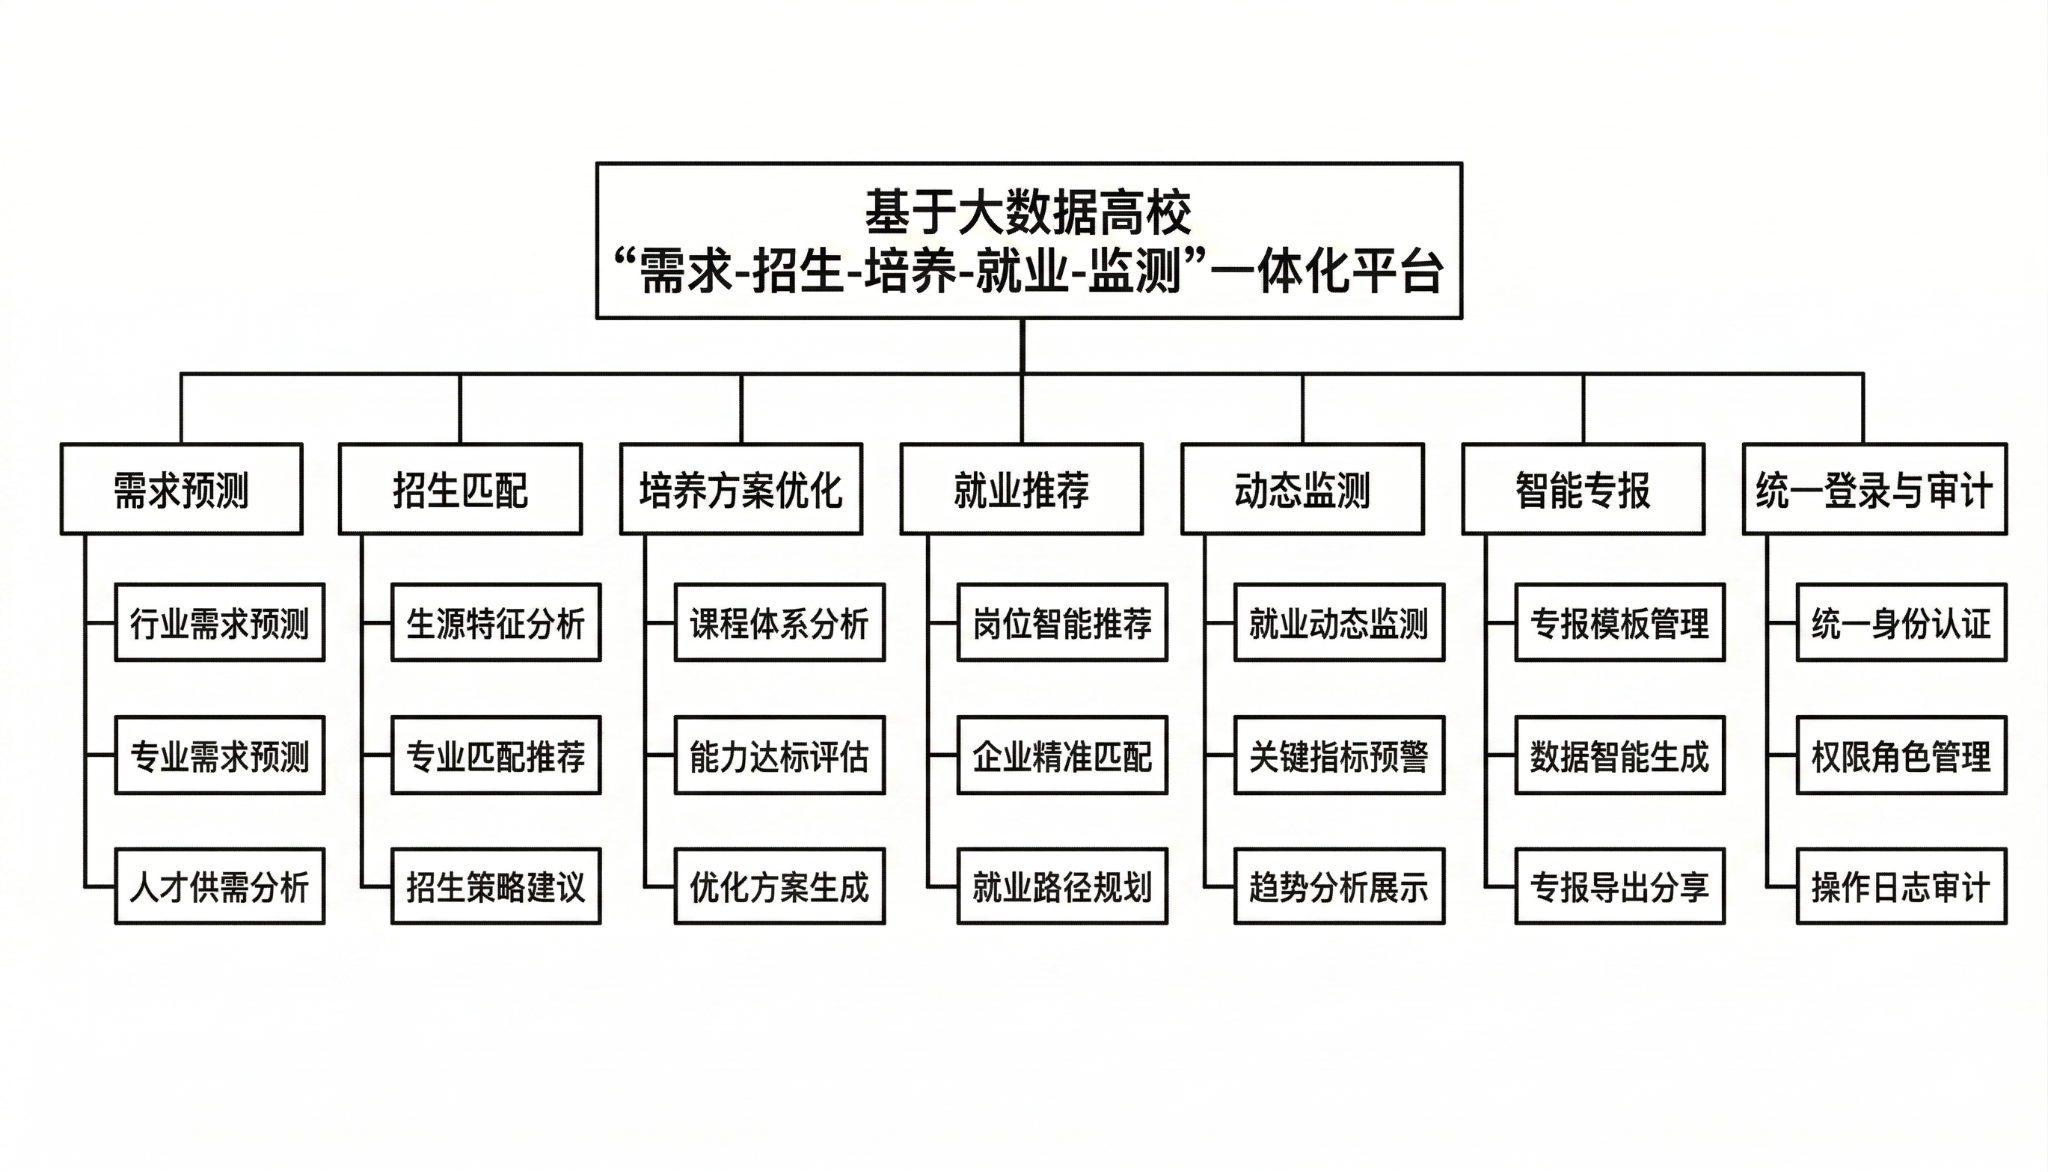 基于大数据高校
“需求-招生-培养-就业-监测”一体化平台
需求预测
招生匹配
培养方案优化
就业推荐
动态监测
智能专报
统一登录与审计
行业需求预测
生源特征分析
课程体系分析
岗位智能推荐
就业动态监测
专报模板管理
统一身份认证
专业需求预测
专业匹配推荐
能力达标评估
企业精准匹配
关键指标预警
数据智能生成
权限角色管理
人才供需分析
招生策略建议
优化方案生成
就业路径规划
趋势分析展示
专报导出分享
操作日志审计